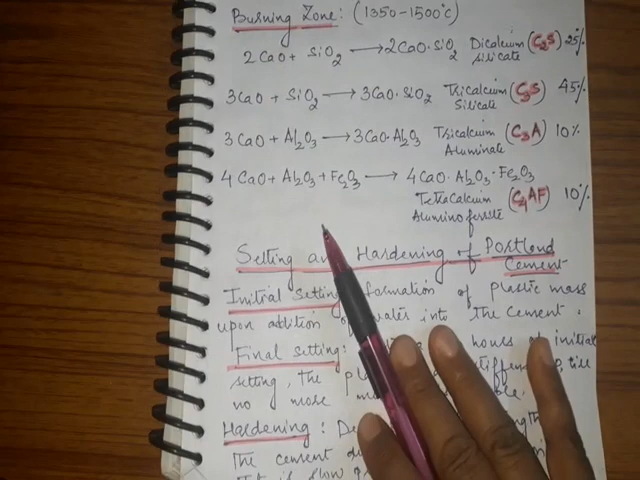 Burning Zone: (1350-1500°C)
2CaO + SiO₂ → 2CaO·SiO₂ Dicalcium silicate (C₂S) 25%
3CaO + SiO₂ → 3CaO·SiO₂ Tricalcium Silicate (C₃S) 45%
3CaO + Al₂O₃ → 3CaO·Al₂O₃ Tricalcium Aluminate (C₃A) 10%
4CaO + Al₂O₃ + Fe₂O₃ → 4CaO·Al₂O₃·Fe₂O₃
TetraCalcium Alumino ferrite (C₄AF) 10%
Setting an Hardening of Portland
Cement
Initial Setting formation of plastic mass
upon addition of water into the Cement.
Final Setting: hours of initial
setting, the
no more
Hardening:
The cement